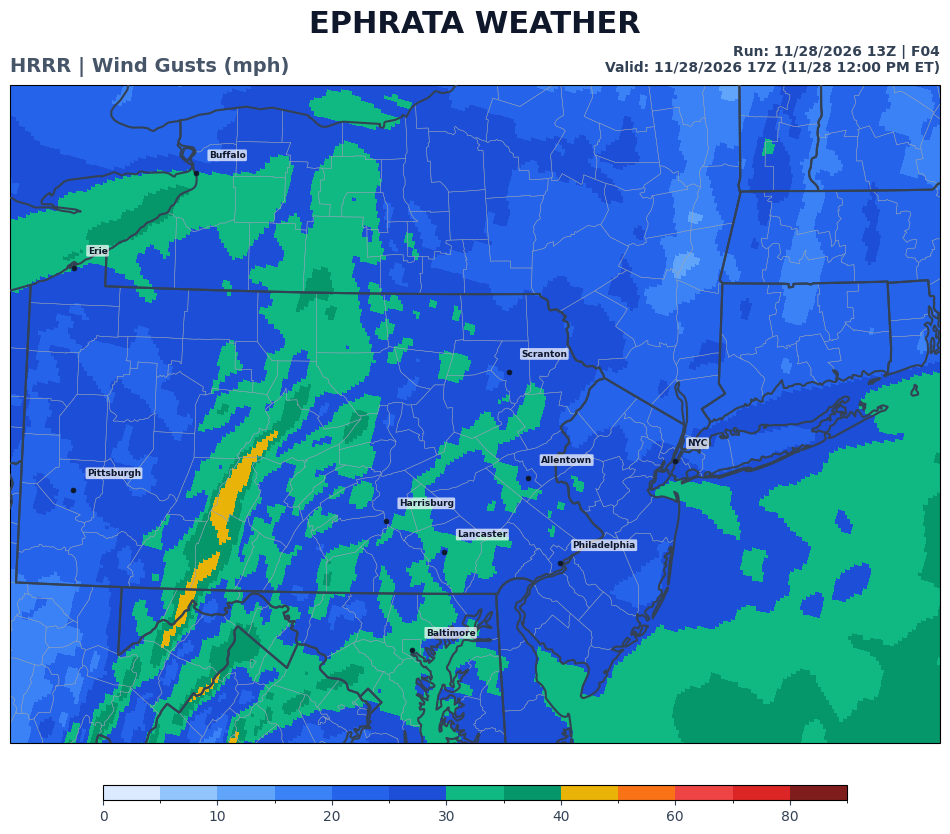 EPHRATA WEATHER
HRRR | Wind Gusts (mph)
Run: 11/28/2026 13Z | F04
Valid: 11/28/2026 17Z (11/28 12:00 PM ET)
Buffalo
Erie
Scranton
NYC
Allentown
Pittsburgh
Harrisburg
Lancaster
Philadelphia
Baltimore
0 10 20 30 40 50 60 70 80